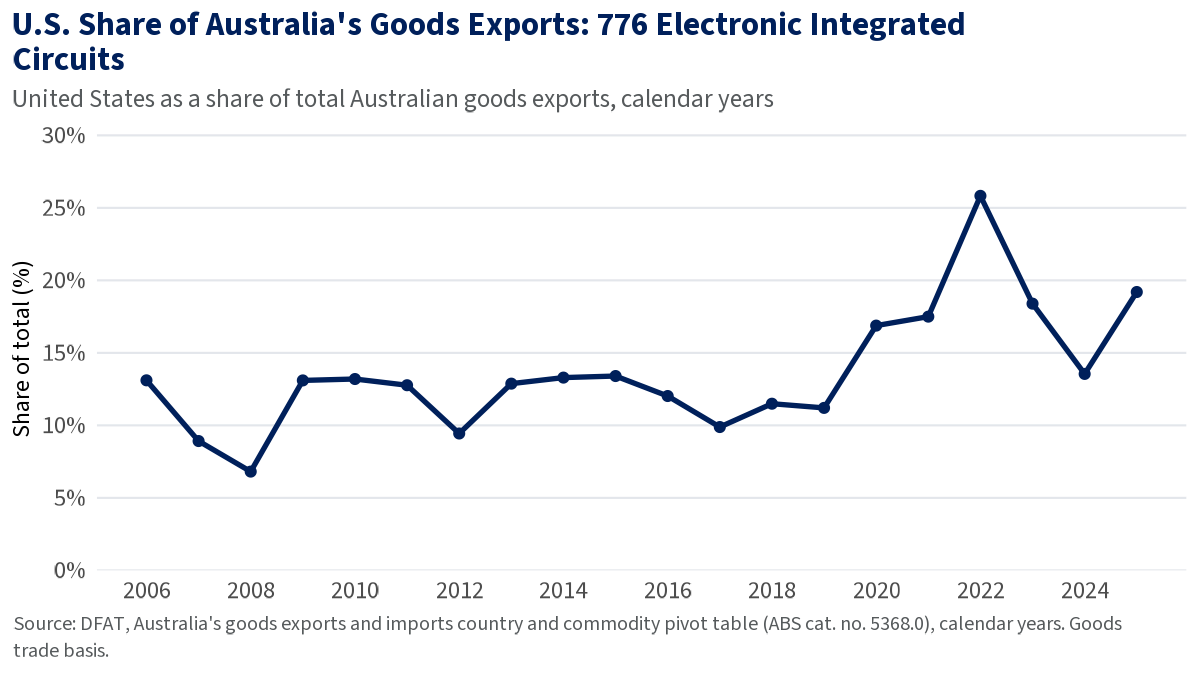 U.S. Share of Australia's Goods Exports: 776 Electronic Integrated
Circuits
United States as a share of total Australian goods exports, calendar years
Share of total (%)
30%
25%
20%
15%
10%
5%
0%
2006 2008 2010 2012 2014 2016 2018 2020 2022 2024
Source: DFAT, Australia's goods exports and imports country and commodity pivot table (ABS cat. no. 5368.0), calendar years. Goods
trade basis.